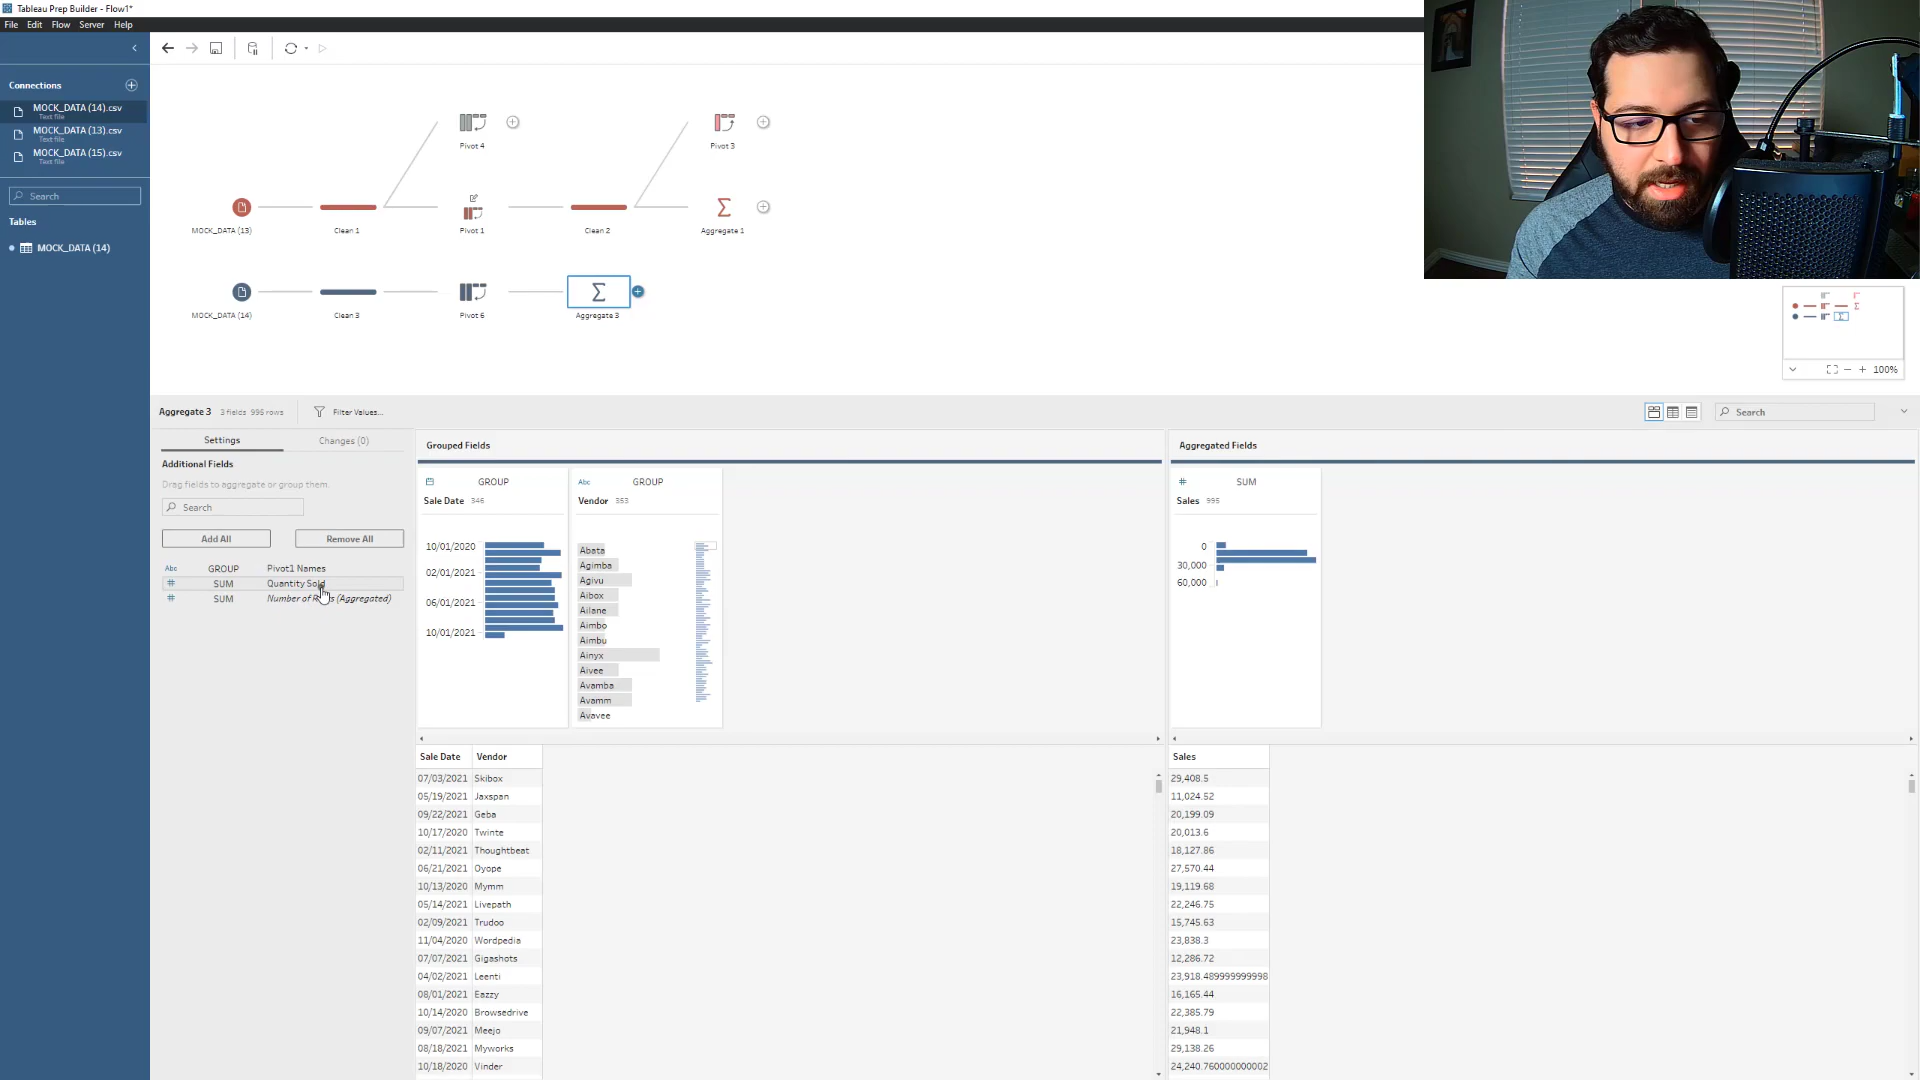 Tableau Prep Builder - Flow1*
File Edit Flow Server Help
Connections
MOCK_DATA (14).csv
Text file
MOCK_DATA (13).csv
Text file
MOCK_DATA (15).csv
Text file
Search
Tables
MOCK_DATA (14)
Pivot 4
Pivot 3
MOCK_DATA (13)
Clean 1
Pivot 1
Clean 2
Aggregate 1
MOCK_DATA (14)
Clean 3
Pivot 6
Aggregate 3
100%
Aggregate 3 3 fields 996 rows Filter Values...
Search
Settings Changes (0)
Additional Fields
Drag fields to aggregate or group them.
Search
Add All Remove All
Abc GROUP Pivot1 Names
# SUM Quantity Sold
# SUM Number of (Aggregated)
Grouped Fields
GROUP
Sale Date 346
10/01/2020
02/01/2021
06/01/2021
10/01/2021
Abc GROUP
Vendor 353
Abata
Agimba
Agivu
Aibox
Ailane
Aimbo
Aimbu
Ainyx
Aivee
Avamba
Avamm
Avavee
Aggregated Fields
# SUM
Sales 995
0
30,000
60,000
Sale Date Vendor Sales
07/03/2021 Skibox 29,408.5
05/19/2021 Jaxspan 11,024.52
09/22/2021 Geba 20,199.09
10/17/2020 Twinte 20,013.6
02/11/2021 Thoughtbeat 18,127.86
06/21/2021 Oyope 27,570.44
10/13/2020 Mymm 19,119.68
05/14/2021 Livepath 22,246.75
02/09/2021 Trudoo 15,745.63
11/04/2020 Wordpedia 23,838.3
07/07/2021 Gigashots 12,286.72
04/02/2021 Leenti 23,918.489999999998
08/01/2021 Eazzy 16,165.44
10/14/2020 Browsedrive 22,385.79
09/07/2021 Meejo 21,948.1
08/18/2021 Myworks 29,138.26
10/18/2020 Vinder 24,240.760000000002